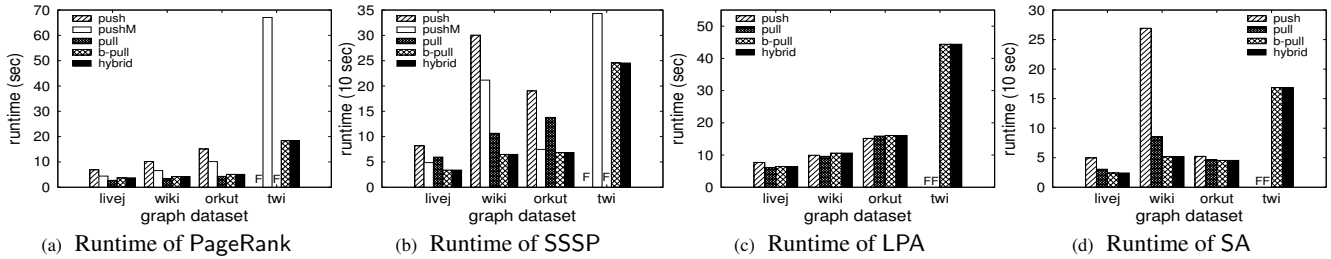 runtime (sec)
70
60
50
40
30
20
10
0
push
pushM
pull
b-pull
hybrid
F F
livej wiki orkut twi
graph dataset
(a) Runtime of PageRank
runtime (10 sec)
35
30
25
20
15
10
5
0
push
pushM
pull
b-pull
hybrid
F F
livej wiki orkut twi
graph dataset
(b) Runtime of SSSP
runtime (sec)
50
40
30
20
10
0
push
pull
b-pull
hybrid
FF
livej wiki orkut twi
graph dataset
(c) Runtime of LPA
runtime (10 sec)
30
25
20
15
10
5
0
push
pull
b-pull
hybrid
FF
livej wiki orkut twi
graph dataset
(d) Runtime of SA